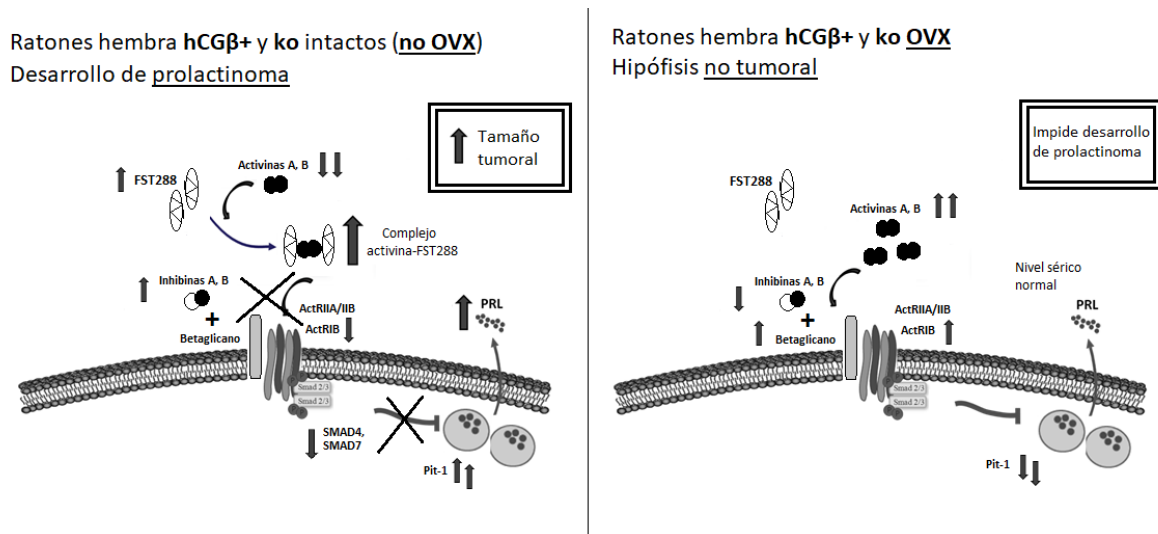 Ratones hembra hCGβ+ y ko intactos (no OVX)
Desarrollo de prolactinoma
Tamaño
tumoral
FST288
Activinas A, B
Complejo
activina-FST288
Inhibinas A, B
+
Betaglicano
ActRIIA/IIB
ActRIB
PRL
Smad 2/3
Smad 2/3
SMAD4,
SMAD7
Pit-1
Ratones hembra hCGβ+ y ko OVX
Hipófisis no tumoral
Impide desarrollo
de prolactinoma
FST288
Activinas A, B
Inhibinas A, B
+
Betaglicano
ActRIIA/IIB
ActRIB
Nivel sérico
normal
PRL
Smad 2/3
Smad 2/3
Pit-1